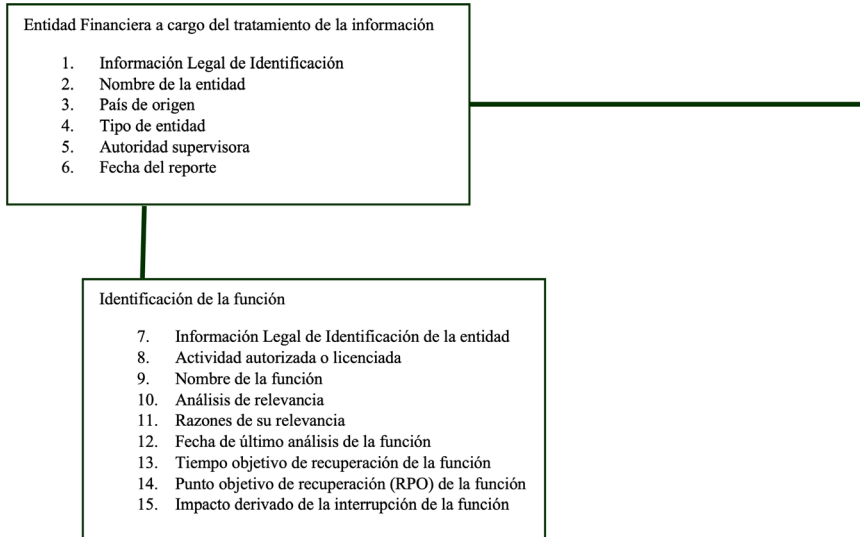 Entidad Financiera a cargo del tratamiento de la información
1. Información Legal de Identificación
2. Nombre de la entidad
3. País de origen
4. Tipo de entidad
5. Autoridad supervisora
6. Fecha del reporte
Identificación de la función
7. Información Legal de Identificación de la entidad
8. Actividad autorizada o licenciada
9. Nombre de la función
10. Análisis de relevancia
11. Razones de su relevancia
12. Fecha de último análisis de la función
13. Tiempo objetivo de recuperación de la función
14. Punto objetivo de recuperación (RPO) de la función
15. Impacto derivado de la interrupción de la función